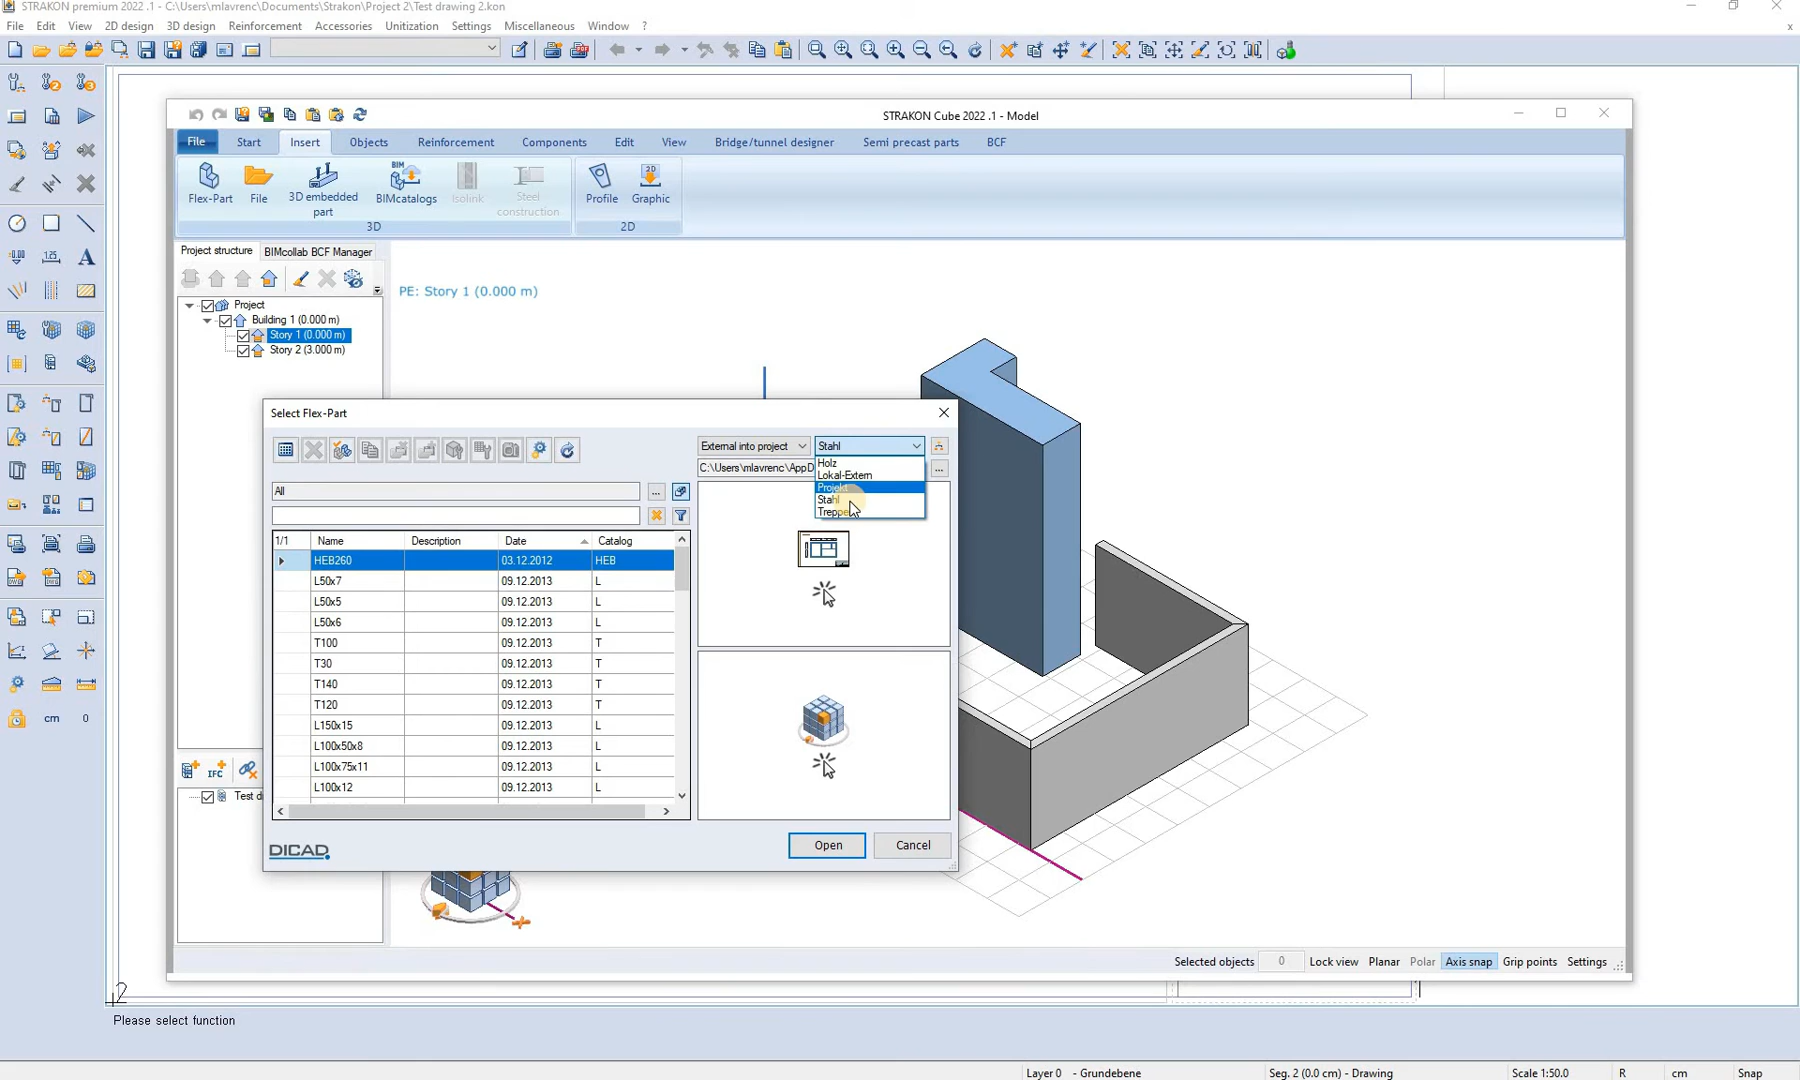 STRAKON premium 2022 .1 - C:\Users\mlavrenc\Documents\Strakon\Project 2\Test drawing 2.kon
File Edit View 2D design 3D design Reinforcement Accessories Unitization Settings Miscellaneous Window ?
STRAKON Cube 2022 .1 - Model
File Start Insert Objects Reinforcement Components Edit View Bridge/tunnel designer Semi precast parts BCF
Flex-Part File 3D embedded part BIMcatalogs Isolink Steel construction Profile Graphic
3D 2D
Project structure BIMcollab BCF Manager
PE: Story 1 (0.000 m)
Project
Building 1 (0.000 m)
Story 1 (0.000 m)
Story 2 (3.000 m)
IFC
Test di
Select Flex-Part
External into project Stahl
C:\Users\mlavrenc\AppD
Holz
Lokal-Extern
Projekt
Stahl
Treppe
All
1/1 Name Description Date Catalog
HEB260 03.12.2012 HEB
L50x7 09.12.2013 L
L50x5 09.12.2013 L
L50x6 09.12.2013 L
T100 09.12.2013 T
T30 09.12.2013 T
T140 09.12.2013 T
T120 09.12.2013 T
L150x15 09.12.2013 L
L100x50x8 09.12.2013 L
L100x75x11 09.12.2013 L
L100x12 09.12.2013 L
DICAD
Open Cancel
Selected objects 0 Lock view Planar Polar Axis snap Grip points Settings
cm 0
2
Please select function
Layer 0 - Grundebene Seg. 2 (0.0 cm) - Drawing Scale 1:50.0 R cm Snap